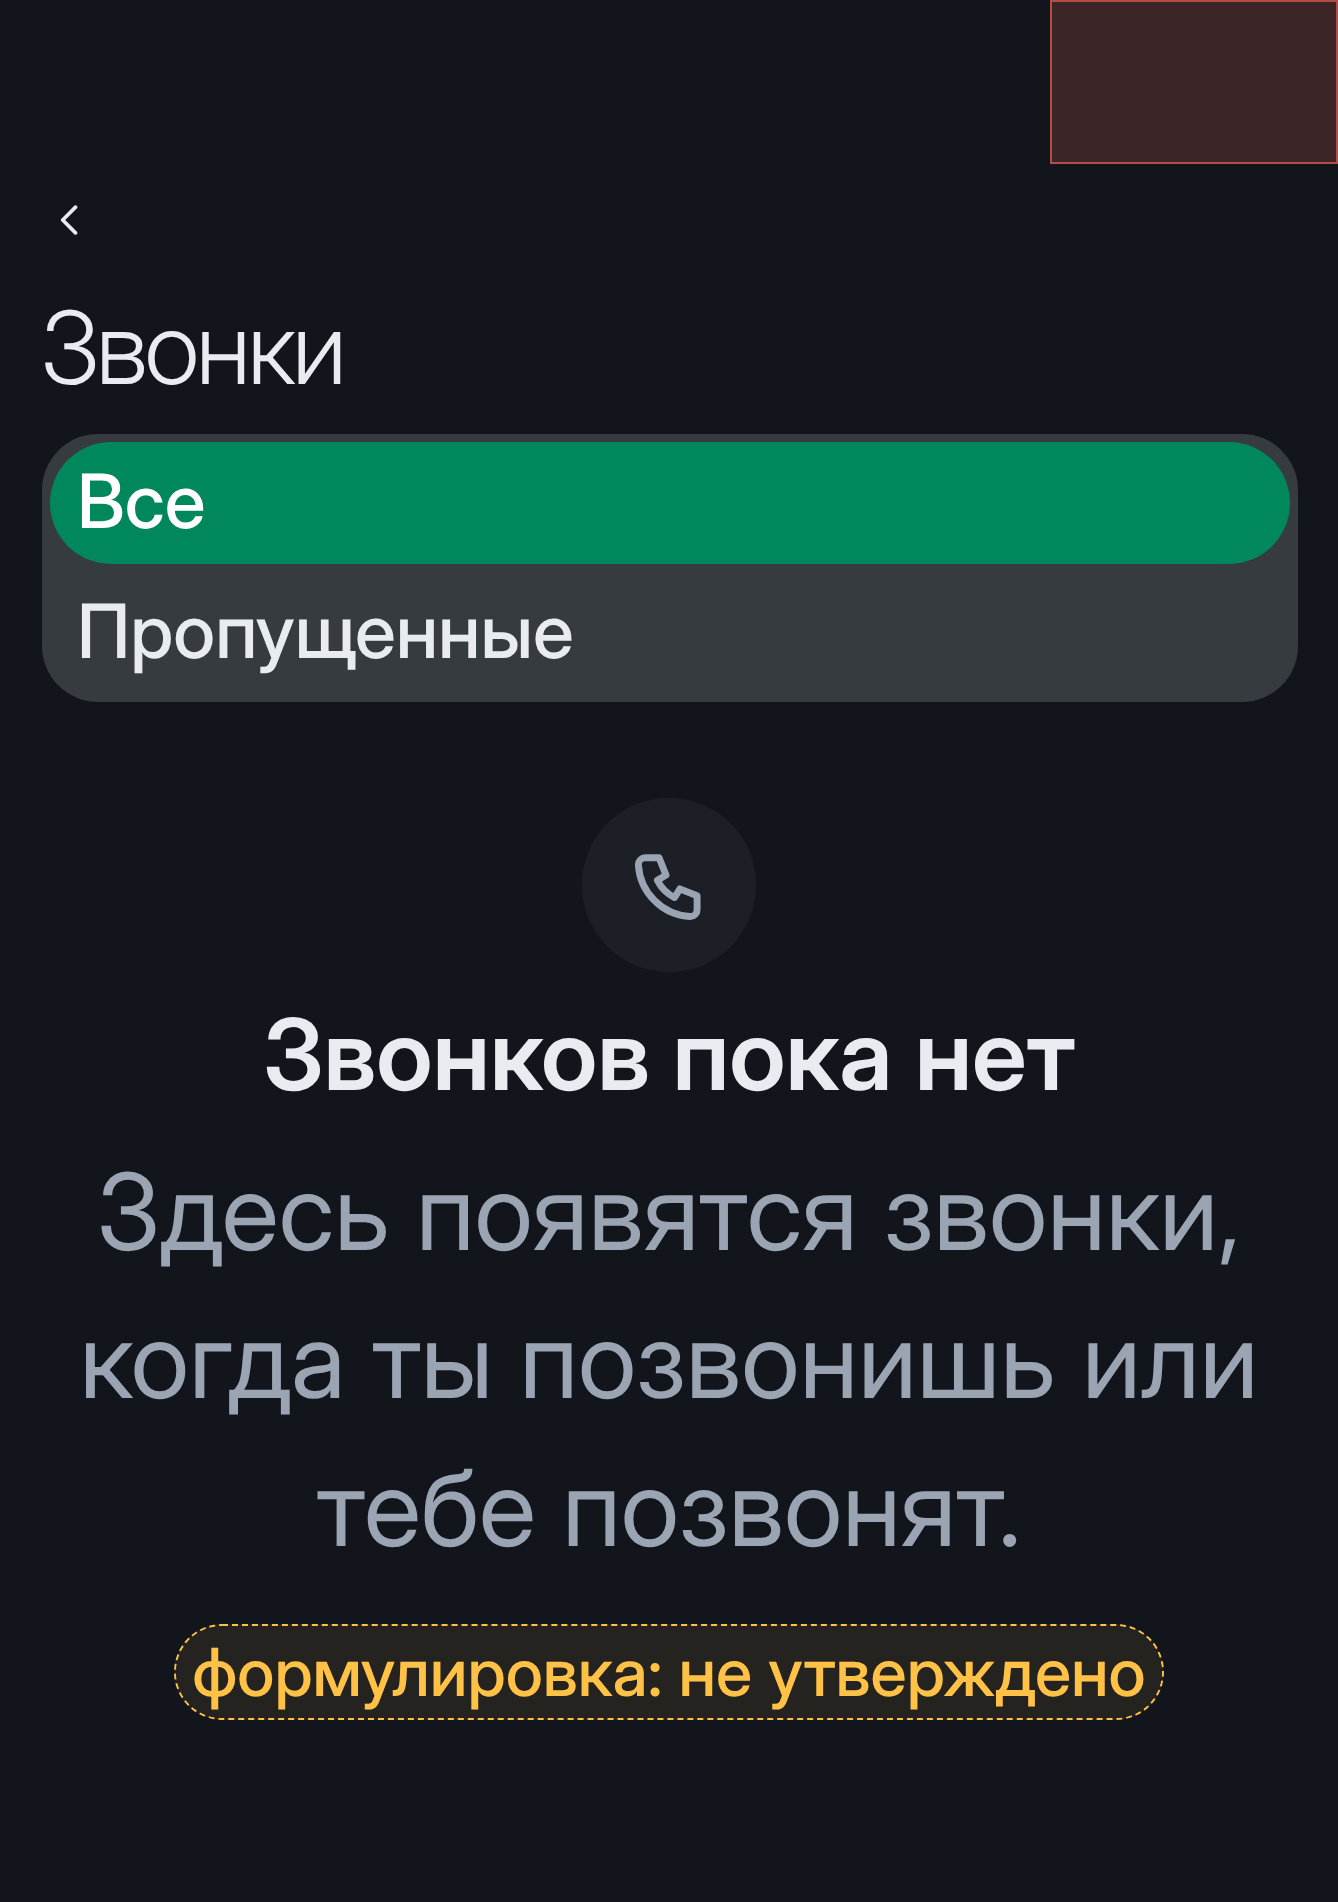 Звонки
Все
Пропущенные
Звонков пока нет
Здесь появятся звонки,
когда ты позвонишь или
тебе позвонят.
формулировка: не утверждено